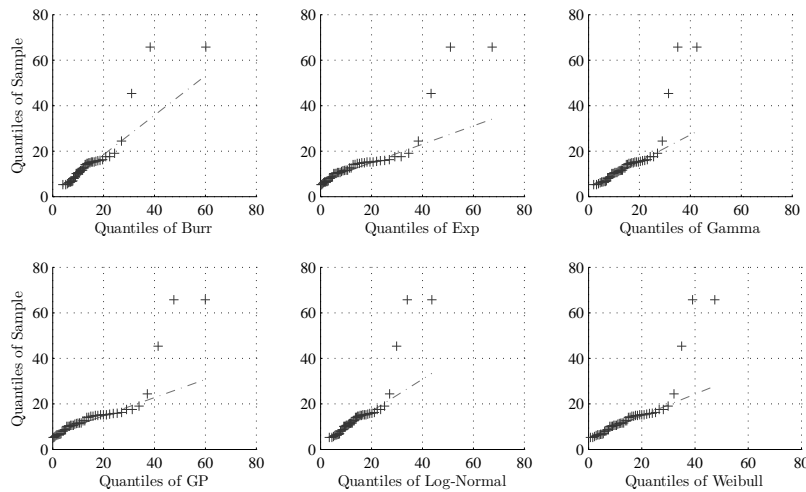 80
60
40
20
0
Quantiles of Sample
0 20 40 60 80
Quantiles of Burr
80
60
40
20
0
0 20 40 60 80
Quantiles of Exp
80
60
40
20
0
0 20 40 60 80
Quantiles of Gamma
80
60
40
20
0
Quantiles of Sample
0 20 40 60 80
Quantiles of GP
80
60
40
20
0
0 20 40 60 80
Quantiles of Log-Normal
80
60
40
20
0
0 20 40 60 80
Quantiles of Weibull